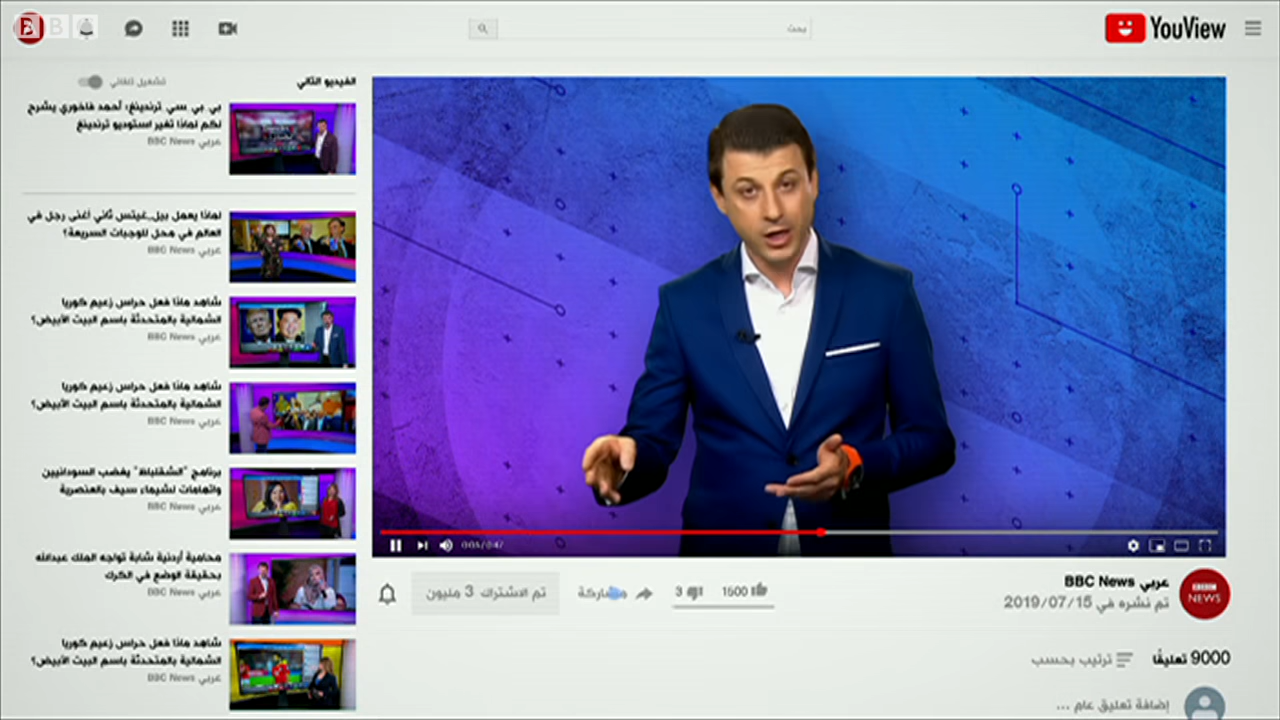 YouView
بحث
BBC
الفيديو التالي
تشغيل تلقائي
بي.بي.سي ترندينغ: أحمد فاخوري يشرح
لكم لماذا تغير استوديو ترندينغ
عربي BBC News
لماذا يعمل بيل_غيتس ثاني أغنى رجل في
العالم في محل للوجبات السريعة؟
عربي BBC News
شاهد ماذا فعل حراس زعيم كوريا
الشمالية بالمتحدثة باسم البيت الأبيض؟
عربي BBC News
شاهد ماذا فعل حراس زعيم كوريا
الشمالية بالمتحدثة باسم البيت الأبيض؟
عربي BBC News
برنامج "الشقلباظ" يغضب السودانيين
واتهامات لشيماء سيف بالعنصرية
عربي BBC News
محامية أردنية شابة تواجه الملك عبدالله
بحقيقة الوضع في الكرك
عربي BBC News
شاهد ماذا فعل حراس زعيم كوريا
الشمالية بالمتحدثة باسم البيت الأبيض؟
عربي BBC News
BBC
NEWS
عربي BBC News
تم نشره في 2019/07/15
1500
3
مشاركة
تم الاشتراك 3 مليون
9000 تعليقًا
ترتيب بحسب
إضافة تعليق عام ...